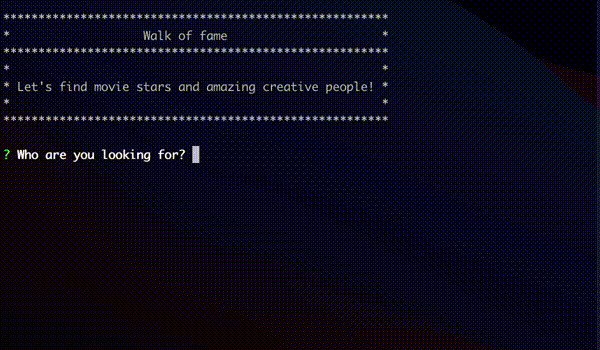 *******************************************************
* Walk of fame *
*******************************************************
* *
* Let's find movie stars and amazing creative people! *
* *
*******************************************************
? Who are you looking for?